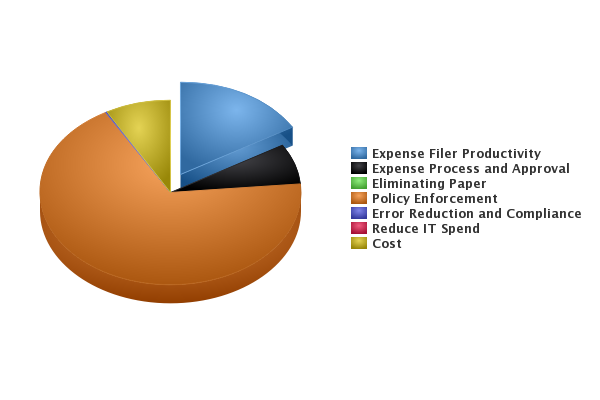 Expense Filer Productivity
Expense Process and Approval
Eliminating Paper
Policy Enforcement
Error Reduction and Compliance
Reduce IT Spend
Cost